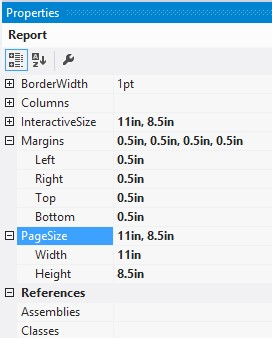 Properties
Report
BorderWidth 1pt
Columns
InteractiveSize 11in, 8.5in
Margins 0.5in, 0.5in, 0.5in, 0.5in
Left 0.5in
Right 0.5in
Top 0.5in
Bottom 0.5in
PageSize 11in, 8.5in
Width 11in
Height 8.5in
References
Assemblies
Classes